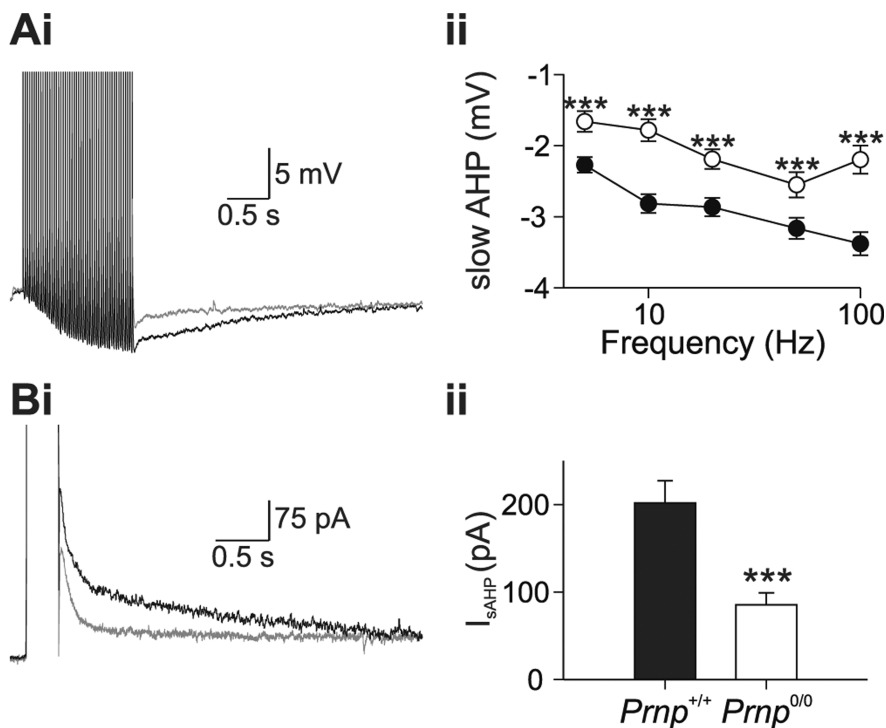 Ai
5 mV
0.5 s
ii
slow AHP (mV)
-1
-2
-3
-4
***
***
***
***
***
10
100
Frequency (Hz)
Bi
75 pA
0.5 s
ii
I sAHP (pA)
200
100
0
***
Prnp+/+ Prnp0/0